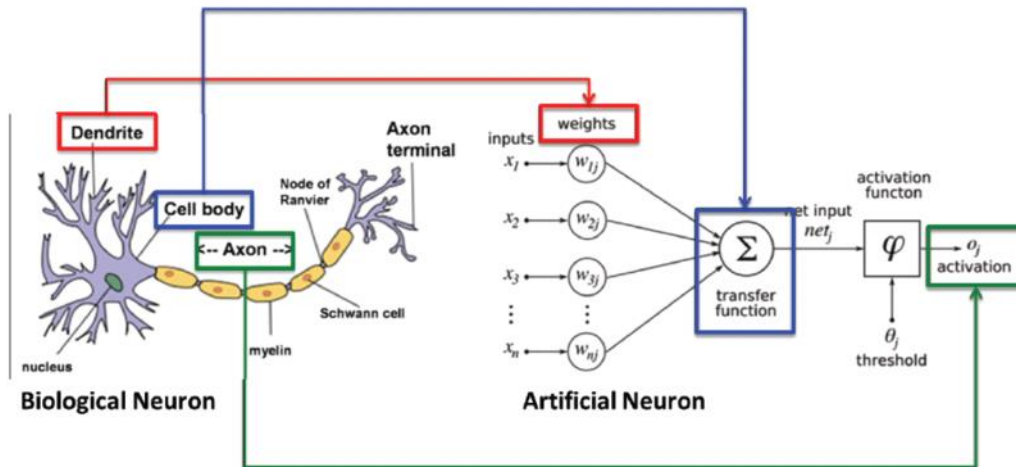 Dendrite
Cell body
<-- Axon -->
Axon
terminal
Node of
Ranvier
Schwann cell
myelin
nucleus
Biological Neuron
weights
inputs
x1
w1j
x2
w2j
x3
w3j
xn
wnj
Σ
transfer
function
net input
netj
activation
functon
φ
oj
activation
θj
threshold
Artificial Neuron